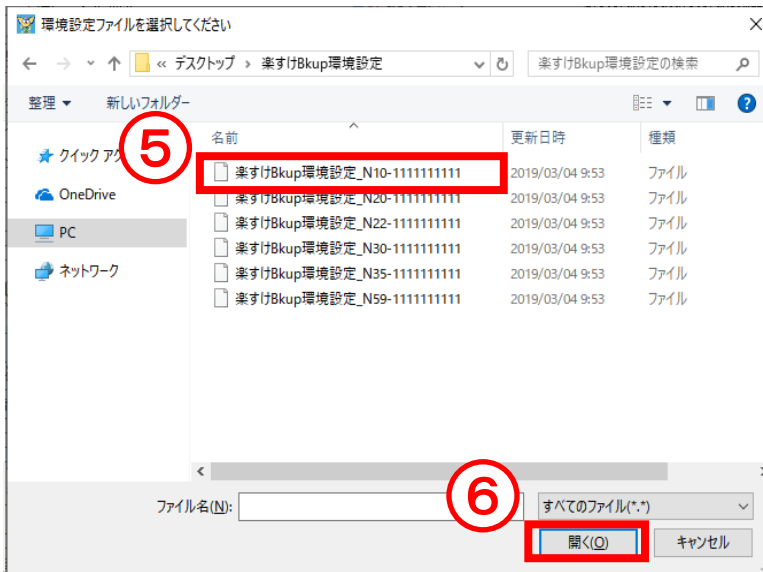 環境設定ファイルを選択してください
« デスクトップ › 楽すけBkup環境設定
楽すけBkup環境設定の検索
整理 ▼ 新しいフォルダー
⑤
名前 更新日時 種類
クイック アク
OneDrive
PC
ネットワーク
楽すけBkup環境設定_N10-1111111111 2019/03/04 9:53 ファイル
楽すけBkup環境設定_N20-1111111111 2019/03/04 9:53 ファイル
楽すけBkup環境設定_N22-1111111111 2019/03/04 9:53 ファイル
楽すけBkup環境設定_N30-1111111111 2019/03/04 9:53 ファイル
楽すけBkup環境設定_N35-1111111111 2019/03/04 9:53 ファイル
楽すけBkup環境設定_N59-1111111111 2019/03/04 9:53 ファイル
⑥
ファイル名(N): すべてのファイル(*.*)
開く(O) キャンセル